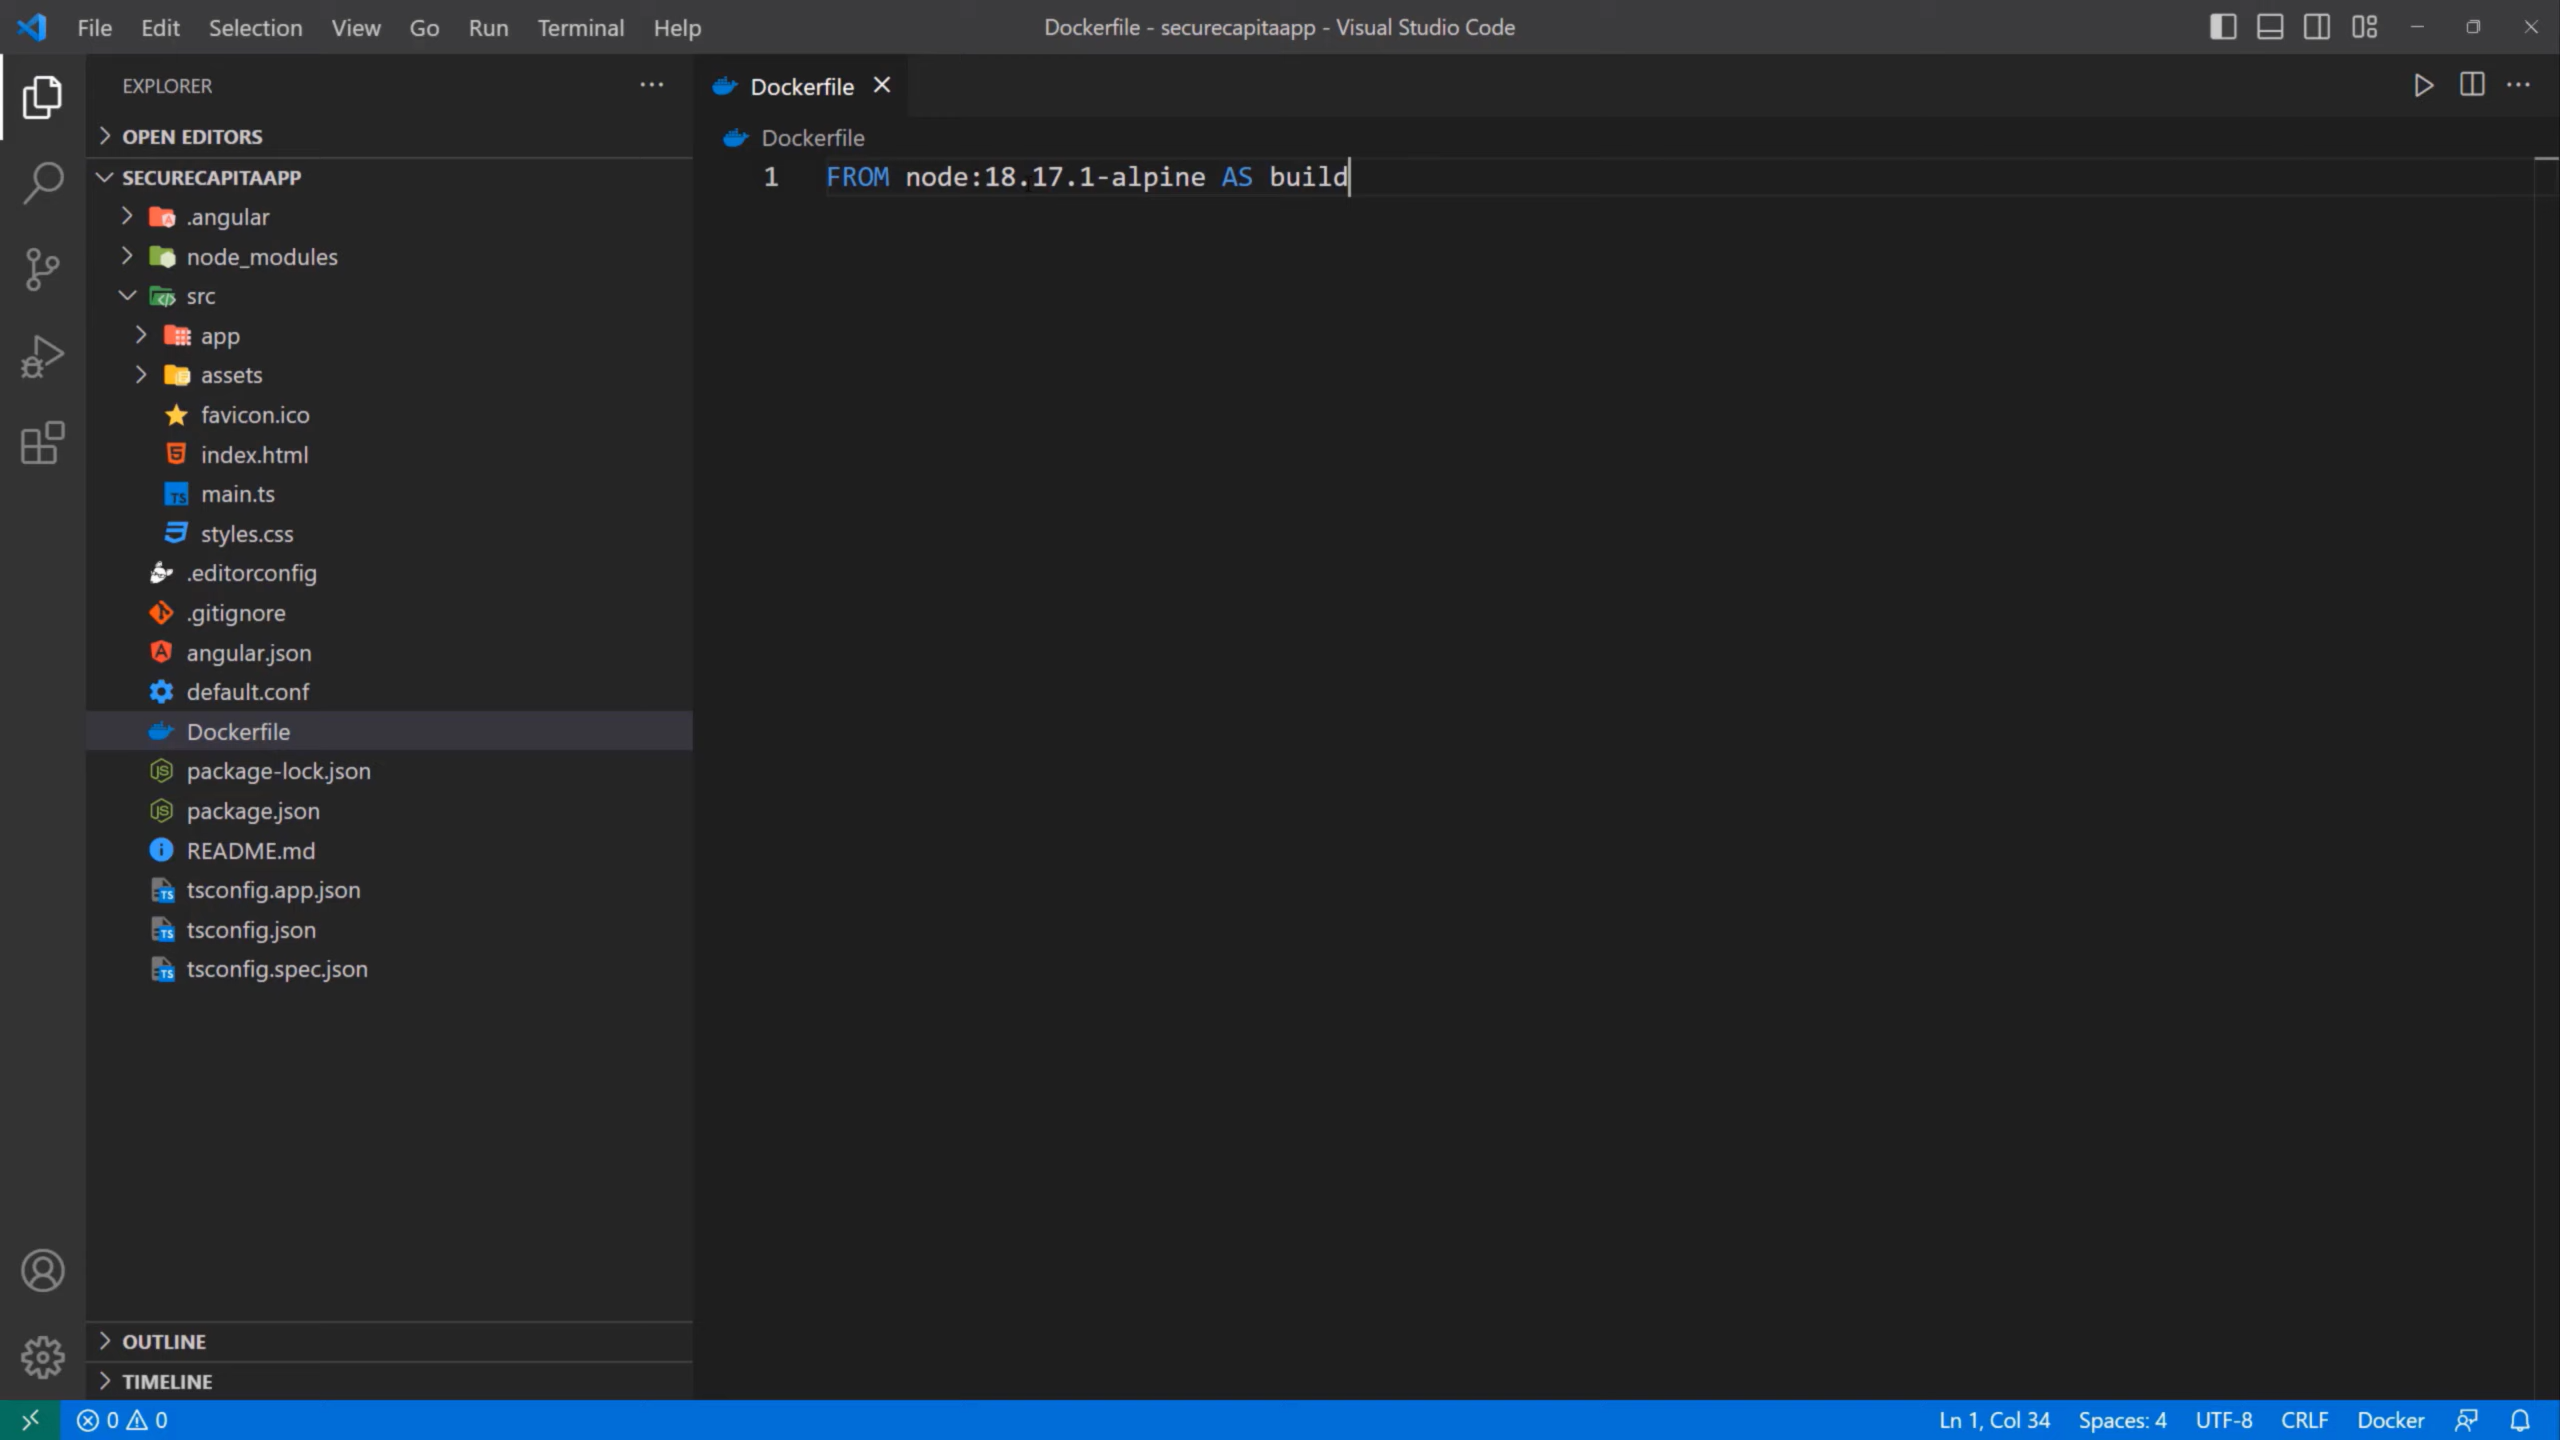 File Edit Selection View Go Run Terminal Help
Dockerfile - securecapitaapp - Visual Studio Code
EXPLORER
OPEN EDITORS
SECURECAPITAAPP
.angular
node_modules
src
app
assets
favicon.ico
index.html
main.ts
styles.css
.editorconfig
.gitignore
angular.json
default.conf
Dockerfile
package-lock.json
package.json
README.md
tsconfig.app.json
tsconfig.json
tsconfig.spec.json
OUTLINE
TIMELINE
Dockerfile
Dockerfile
1 FROM node:18.17.1-alpine AS build
0 0
Ln 1, Col 34 Spaces: 4 UTF-8 CRLF Docker